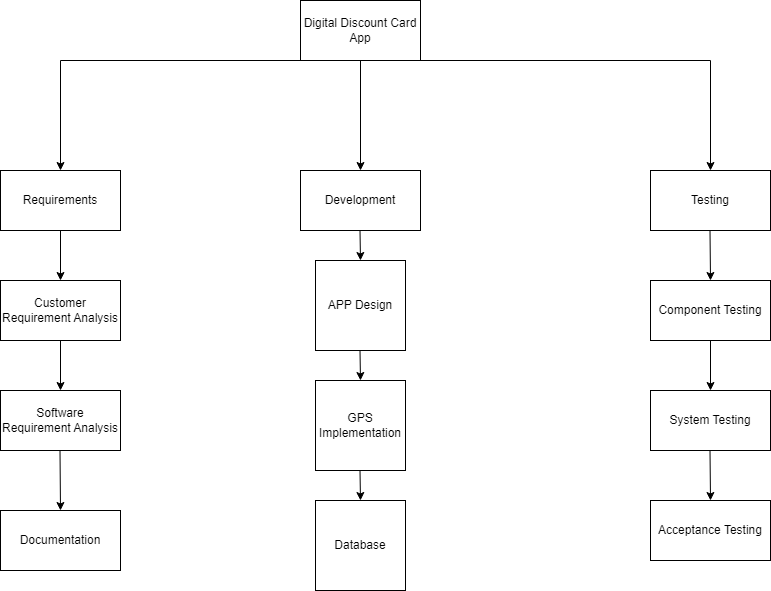 Digital Discount Card
App
Requirements
Development
Testing
Customer
Requirement Analysis
APP Design
Component Testing
Software
Requirement Analysis
GPS
Implementation
System Testing
Documentation
Database
Acceptance Testing